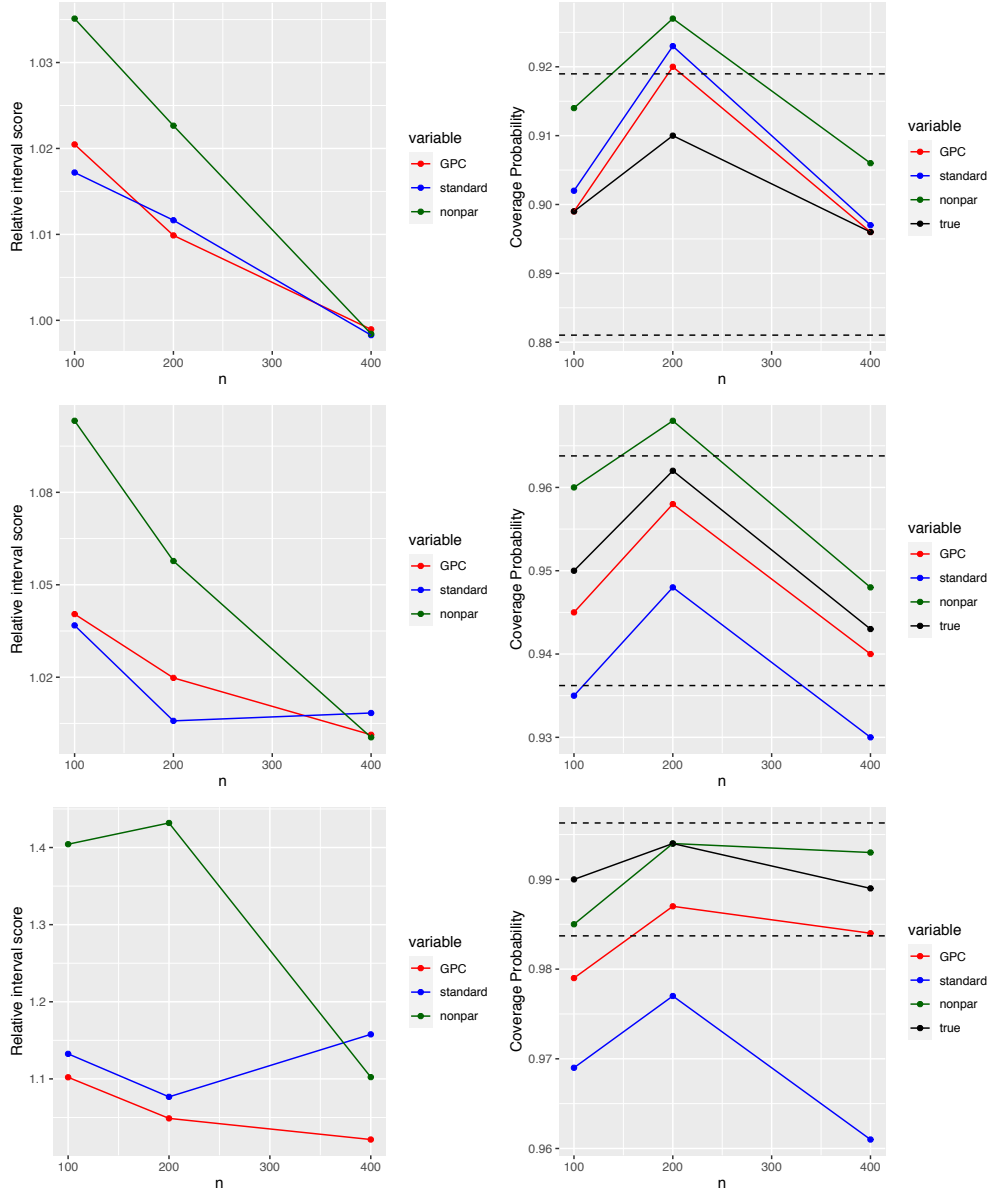 Relative interval score
1.03
1.02
1.01
1.00
100
200
300
400
n
variable
GPC
standard
nonpar
Coverage Probability
0.92
0.91
0.90
0.89
0.88
100
200
300
400
n
variable
GPC
standard
nonpar
true
Relative interval score
1.08
1.05
1.02
100
200
300
400
n
variable
GPC
standard
nonpar
Coverage Probability
0.96
0.95
0.94
0.93
100
200
300
400
n
variable
GPC
standard
nonpar
true
Relative interval score
1.4
1.3
1.2
1.1
100
200
300
400
n
variable
GPC
standard
nonpar
Coverage Probability
0.99
0.98
0.97
0.96
100
200
300
400
n
variable
GPC
standard
nonpar
true